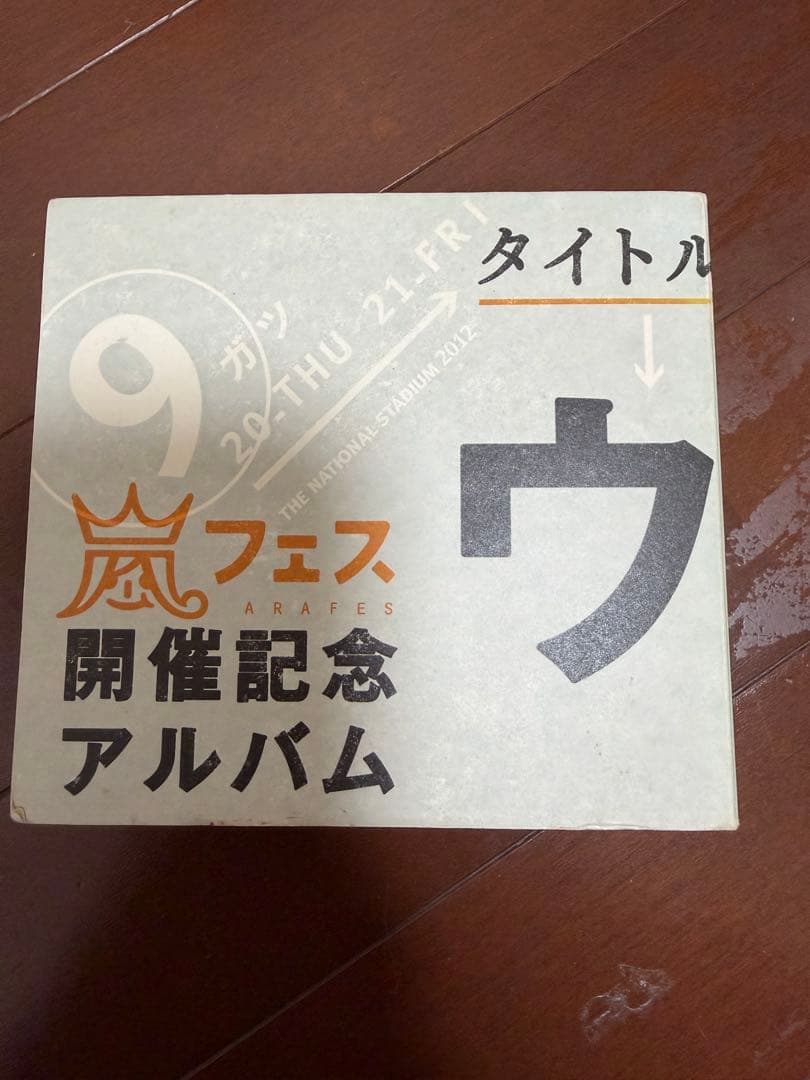 9ガツ
20-THU 21-FRI
THE NATIONAL STADIUM 2012
タイトル
ウ
嵐フェス
ARAFES
開催記念
アルバム